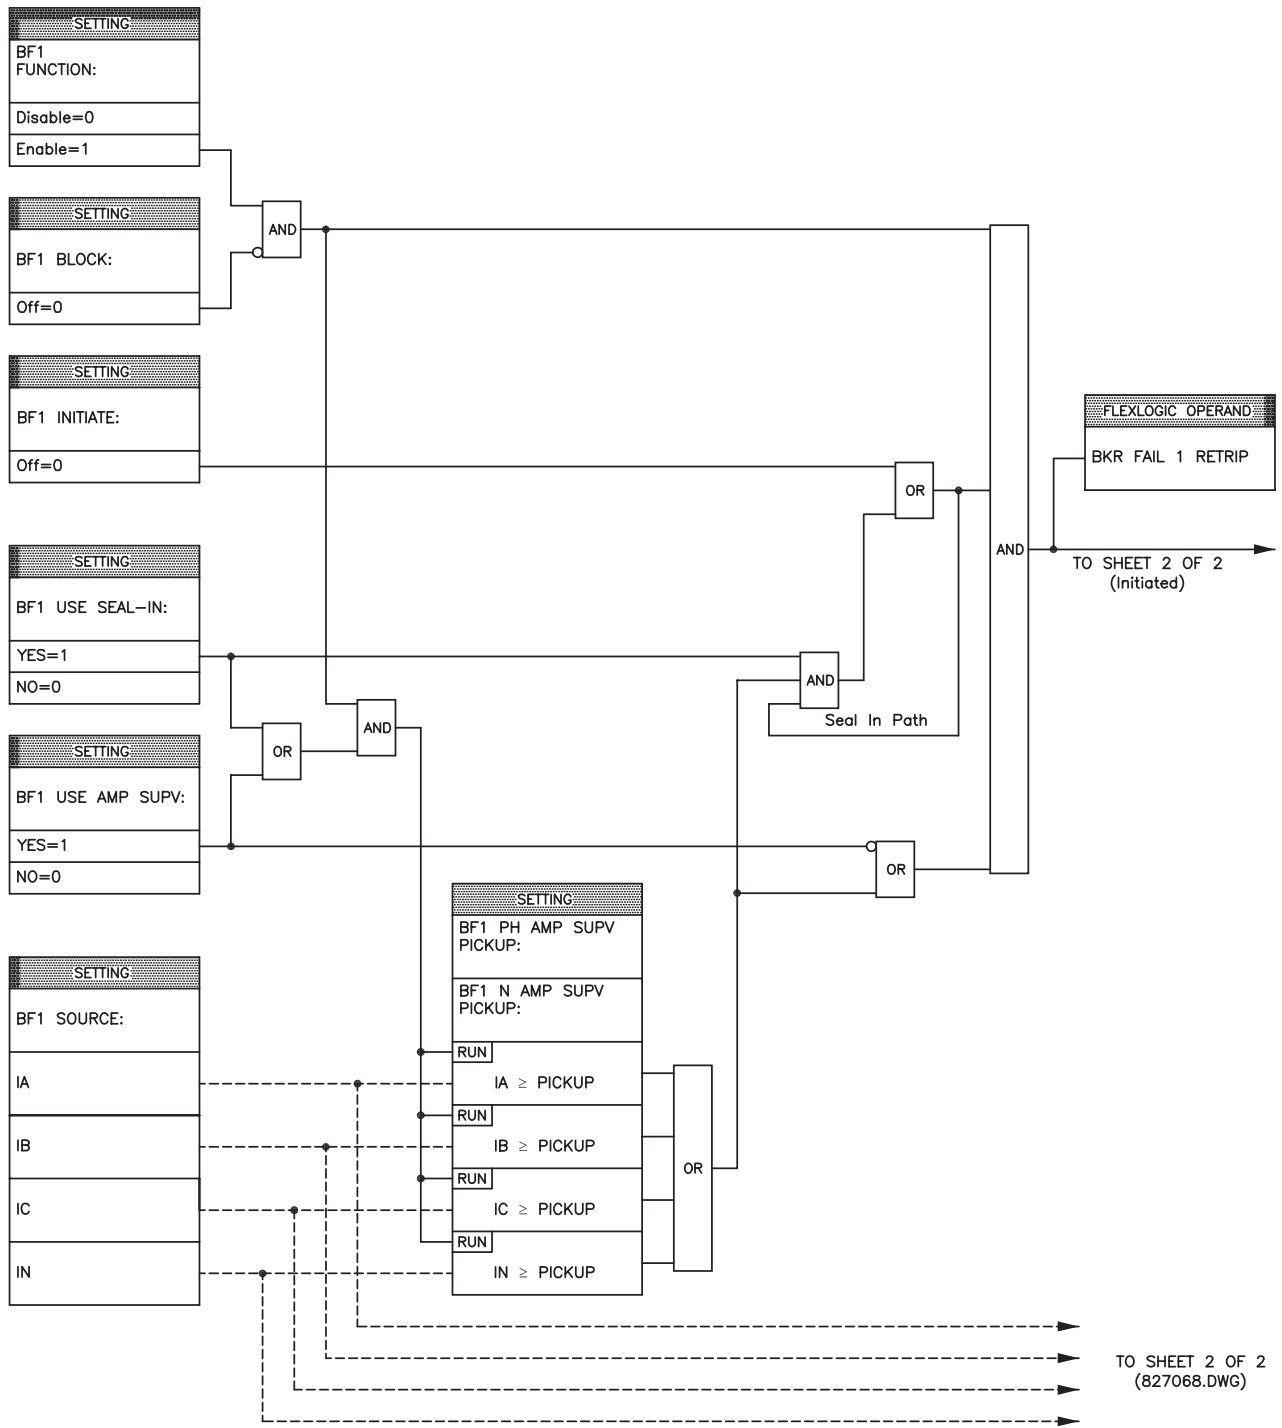 SETTING
BF1
FUNCTION:
Disable=0
Enable=1
SETTING
BF1 BLOCK:
Off=0
AND
SETTING
BF1 INITIATE:
Off=0
OR
FLEXLOGIC OPERAND
BKR FAIL 1 RETRIP
AND
TO SHEET 2 OF 2
(Initiated)
SETTING
BF1 USE SEAL-IN:
YES=1
NO=0
AND
Seal In Path
AND
OR
SETTING
BF1 USE AMP SUPV:
YES=1
NO=0
OR
SETTING
BF1 PH AMP SUPV
PICKUP:
BF1 N AMP SUPV
PICKUP:
RUN
IA ≥ PICKUP
RUN
IB ≥ PICKUP
RUN
IC ≥ PICKUP
RUN
IN ≥ PICKUP
OR
SETTING
BF1 SOURCE:
IA
IB
IC
IN
TO SHEET 2 OF 2
(827068.DWG)